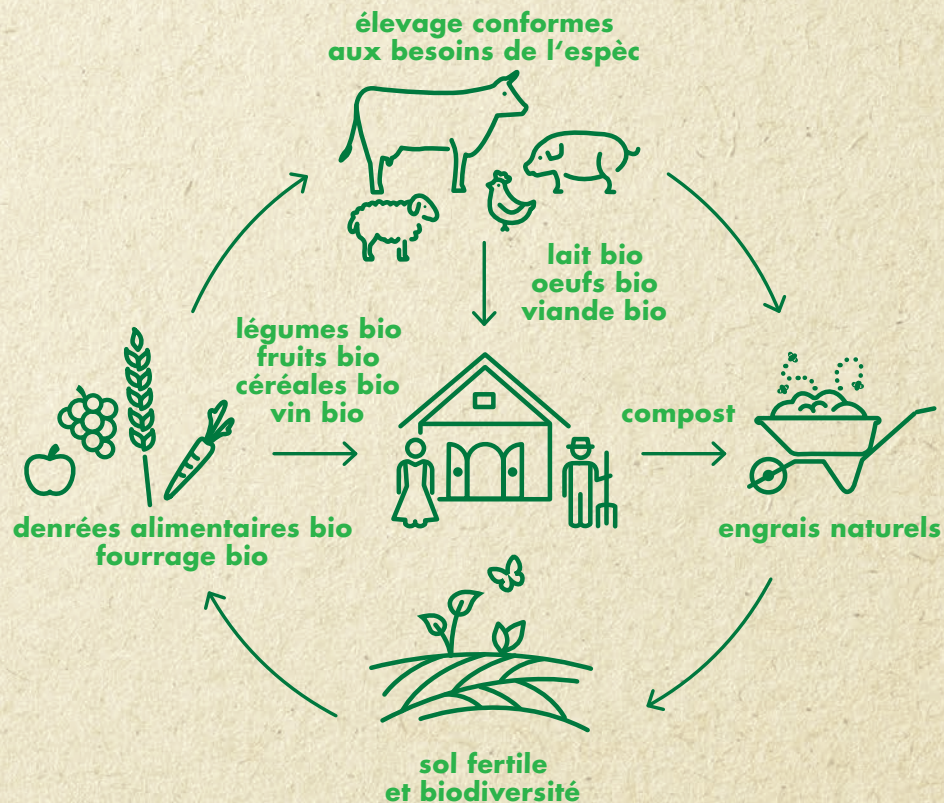 élevage conformes
aux besoins de l'espèc
lait bio
oeufs bio
viande bio
légumes bio
fruits bio
céréales bio
vin bio
compost
denrées alimentaires bio
fourrage bio
engrais naturels
sol fertile
et biodiversité